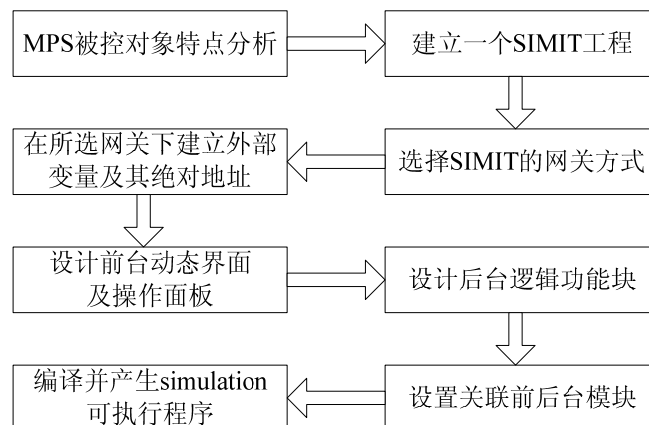 MPS被控对象特点分析
建立一个SIMIT工程
选择SIMIT的网关方式
在所选网关下建立外部
变量及其绝对地址
设计前台动态界面
及操作面板
设计后台逻辑功能块
设置关联前后台模块
编译并产生simulation
可执行程序